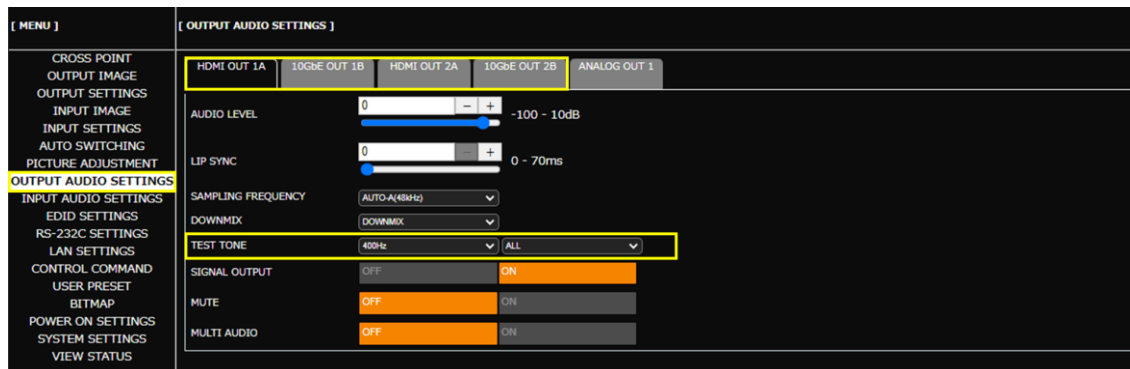 [ MENU ]
[ OUTPUT AUDIO SETTINGS ]
CROSS POINT
OUTPUT IMAGE
OUTPUT SETTINGS
INPUT IMAGE
INPUT SETTINGS
AUTO SWITCHING
PICTURE ADJUSTMENT
OUTPUT AUDIO SETTINGS
INPUT AUDIO SETTINGS
EDID SETTINGS
RS-232C SETTINGS
LAN SETTINGS
CONTROL COMMAND
USER PRESET
BITMAP
POWER ON SETTINGS
SYSTEM SETTINGS
VIEW STATUS
HDMI OUT 1A 10GbE OUT 1B HDMI OUT 2A 10GbE OUT 2B ANALOG OUT 1
AUDIO LEVEL 0 - + -100 - 10dB
LIP SYNC 0 - + 0 - 70ms
SAMPLING FREQUENCY AUTO-A(48kHz)
DOWNMIX DOWNMIX
TEST TONE 400Hz ALL
SIGNAL OUTPUT OFF ON
MUTE OFF ON
MULTI AUDIO OFF ON